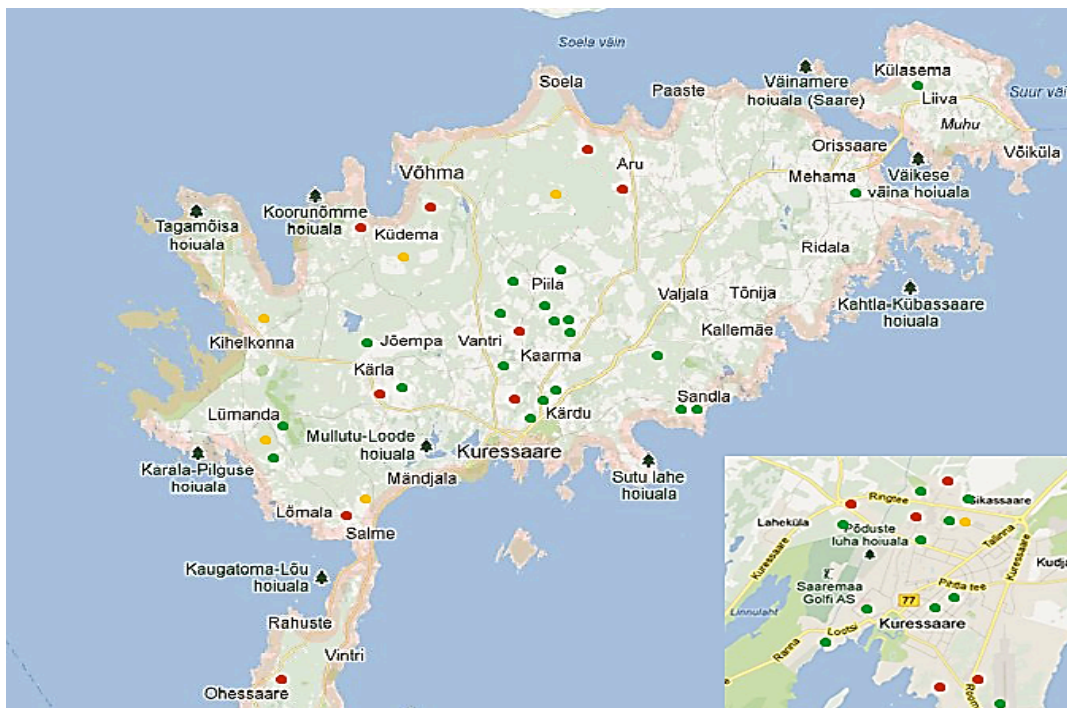 Soela väin
Külasema
Soela
Väinamere
hoiuala (Saare)
Paaste
Liiva
Suur väi
Muhu
Orissaare
Võiküla
Aru
Võhma
Mehama
Väikese
väina hoiuala
Koorunõmme
hoiuala
Tagamõisa
hoiuala
Küdema
Ridala
Piila
Valjala
Tõnija
Kahtla-Kübassaare
hoiuala
Kallemäe
Kihelkonna
Jõempa
Vantri
Kaarma
Kärla
Sandla
Lümanda
Kärdu
Mullutu-Loode
hoiuala
Kuressaare
Karala-Pilguse
hoiuala
Mändjala
Sutu lahe
hoiuala
Lõmala
Salme
Kaugatoma-Lõu
hoiuala
Rahuste
Vintri
Ohessaare
Ringtee
Sikassaare
Laheküla
Põduste
luha hoiuala
Tallinna
Kuressaare
Kuressaare
Kudja
Saaremaa
Golfi AS
Pihtla tee
77
Linnulaht
Kuressaare
Lootsi
Ranna
Room